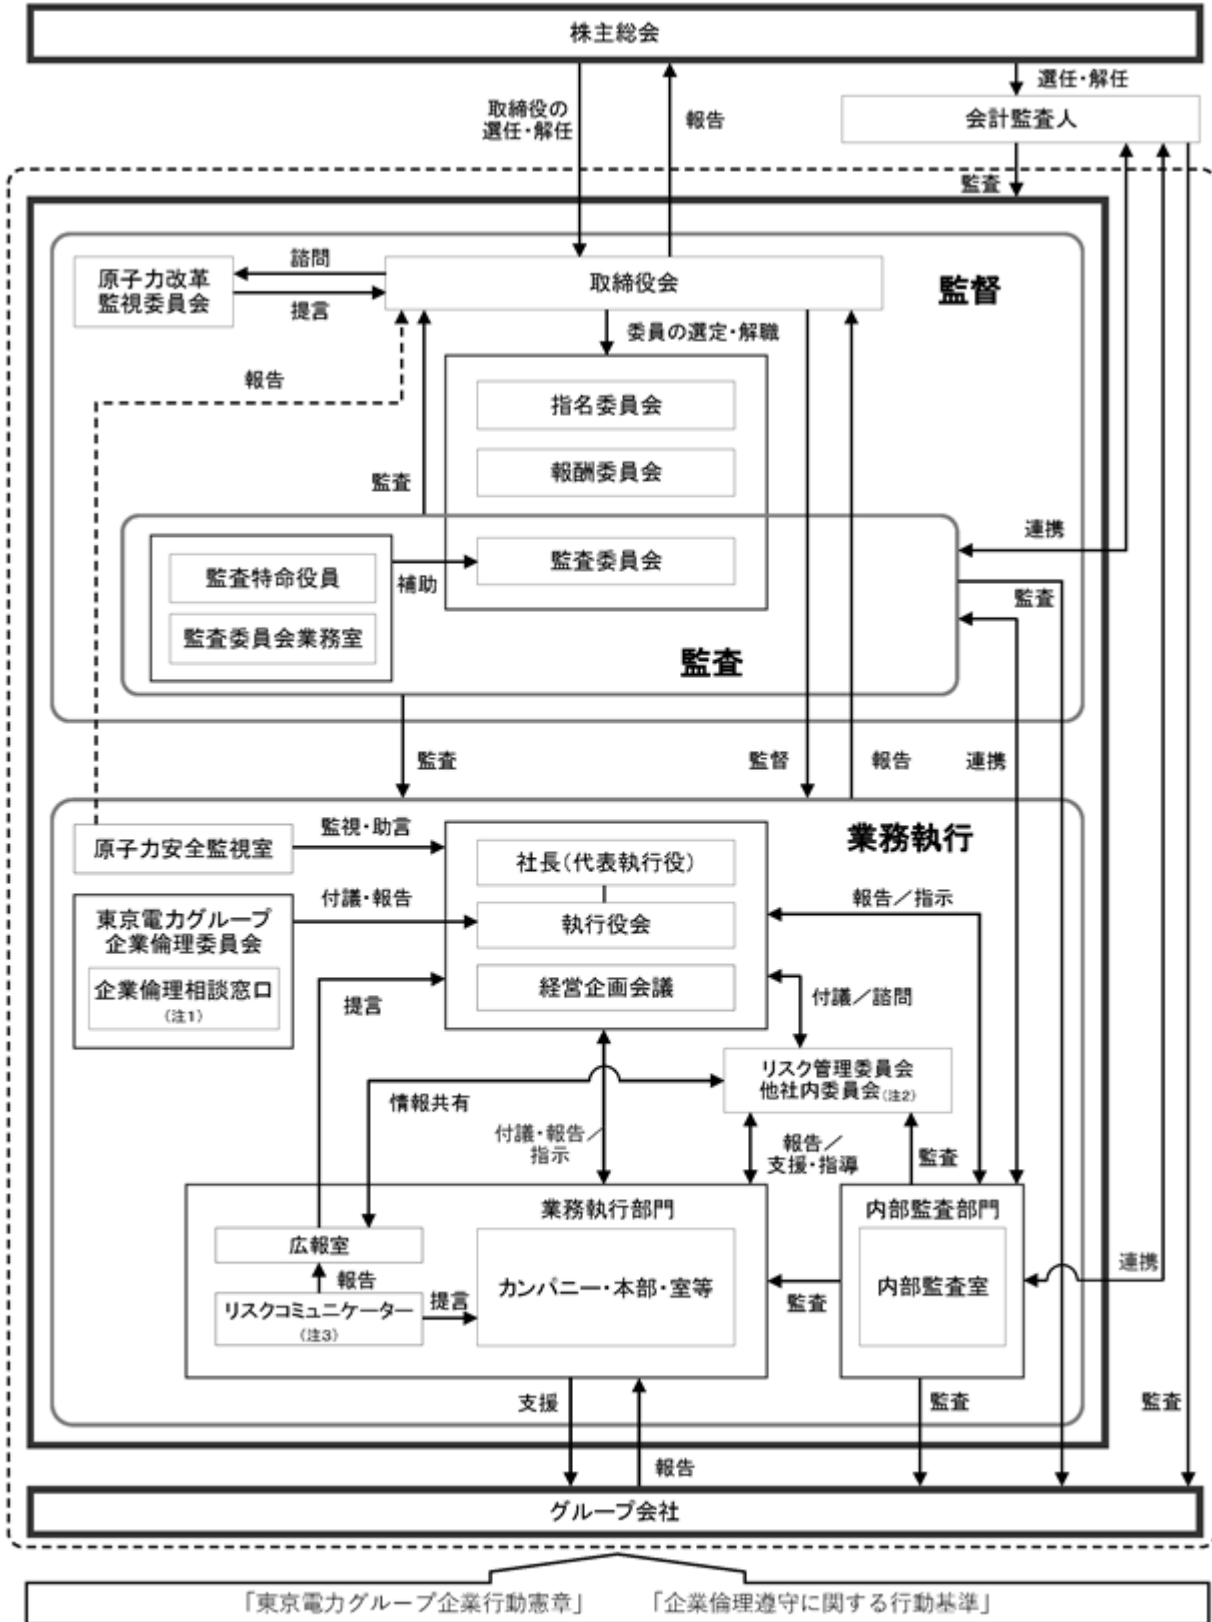 株主総会
取締役の
選任・解任
報告
選任・解任
会計監査人
監査
原子力改革
監視委員会
諮問
提言
取締役会
監督
委員の選定・解職
報告
指名委員会
報酬委員会
監査
連携
監査特命役員
監査委員会業務室
補助
監査委員会
監査
監査
監査
監督
報告
連携
業務執行
原子力安全監視室
監視・助言
社長(代表執行役)
東京電力グループ
企業倫理委員会
付議・報告
執行役会
報告／指示
企業倫理相談窓口
(注1)
提言
経営企画会議
付議／諮問
リスク管理委員会
他社内委員会(注2)
情報共有
付議・報告／
指示
報告／
支援・指導
監査
業務執行部門
内部監査部門
広報室
報告
リスクコミュニケーター
(注3)
提言
カンパニー・本部・室等
監査
内部監査室
連携
支援
報告
監査
監査
グループ会社
「東京電力グループ企業行動憲章」
「企業倫理遵守に関する行動基準」